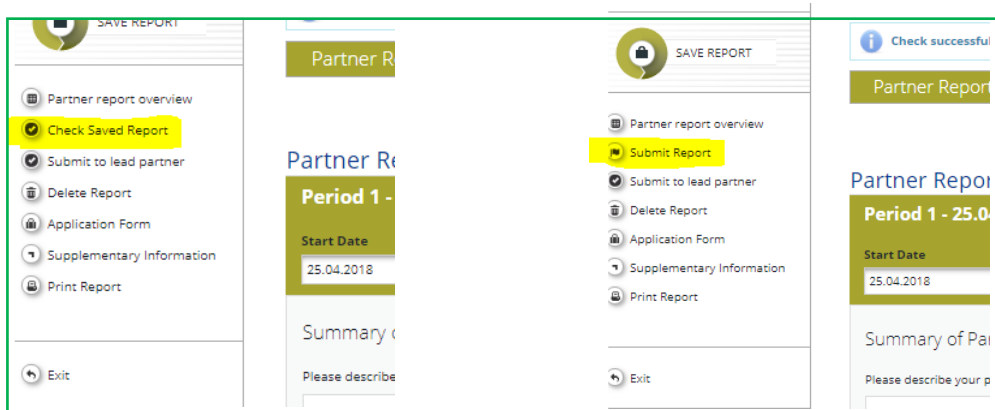 SAVE REPORT
Partner R
Partner report overview
Check Saved Report
Submit to lead partner
Delete Report
Application Form
Supplementary Information
Print Report
Exit
Partner Re
Period 1 -
Start Date
25.04.2018
Summary
Please describe
SAVE REPORT
Check successful
Partner Report
Partner report overview
Submit Report
Submit to lead partner
Delete Report
Application Form
Supplementary Information
Print Report
Exit
Partner Repor
Period 1 - 25.0
Start Date
25.04.2018
Summary of Pa
Please describe your p